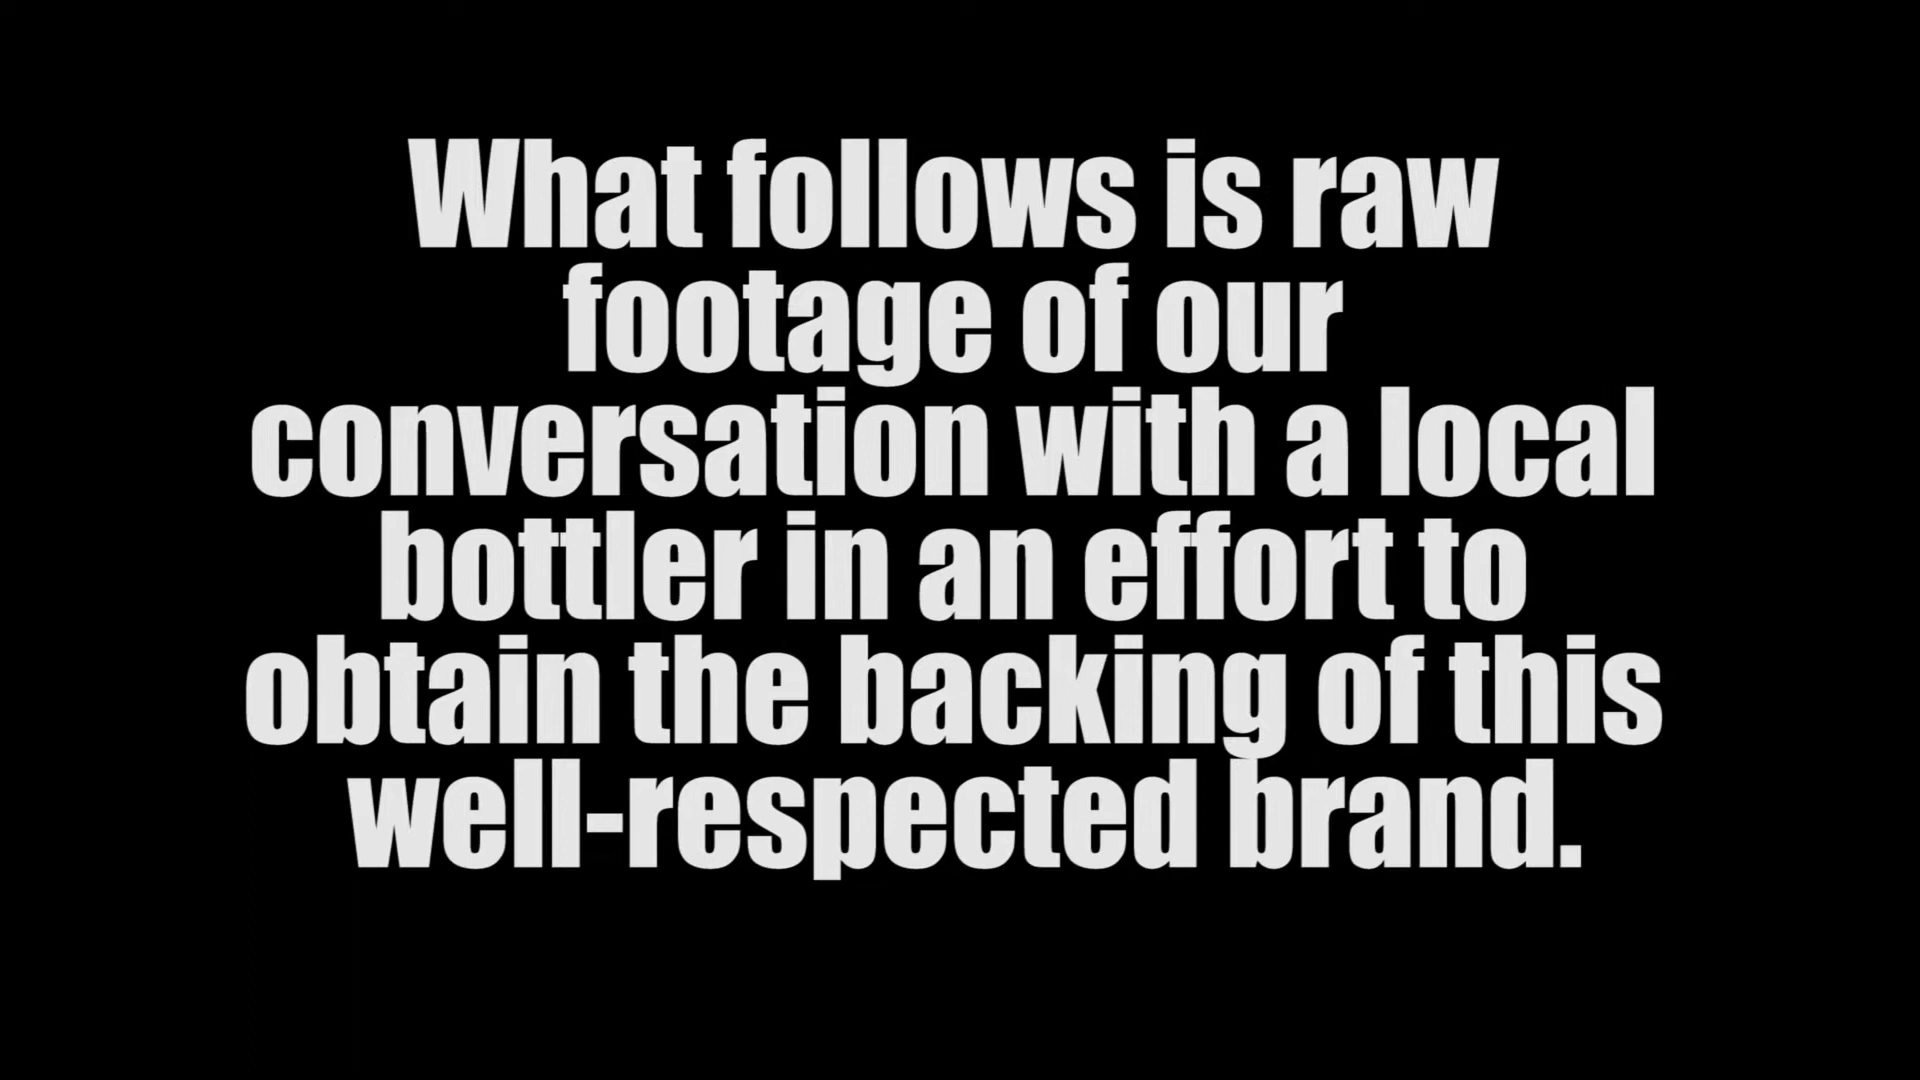 What follows is raw
footage of our
conversation with a local
bottler in an effort to
obtain the backing of this
well-respected brand.